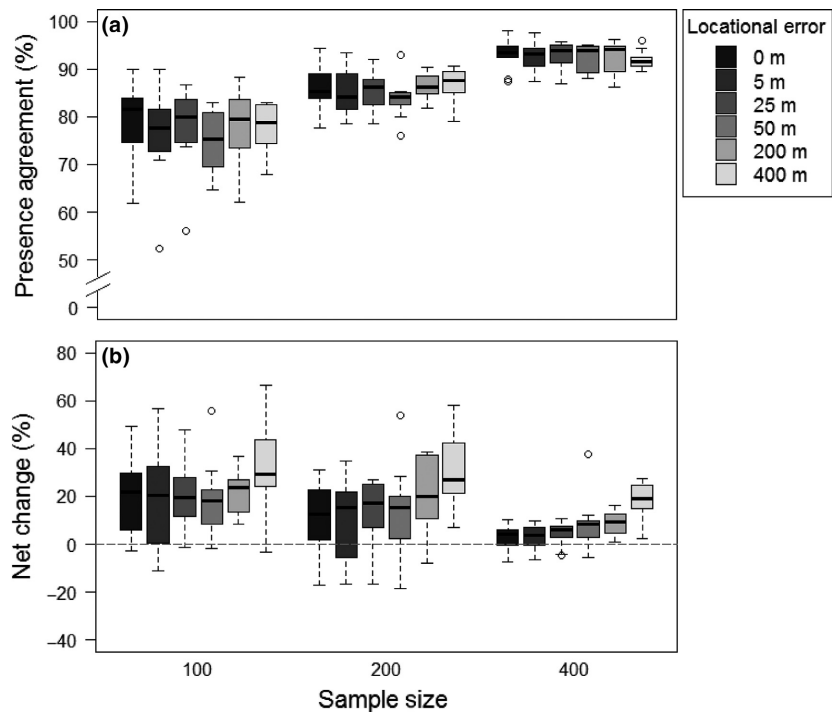 (a)
Presence agreement (%)
100
90
80
70
60
50
0
Locational error
0 m
5 m
25 m
50 m
200 m
400 m
(b)
Net change (%)
80
60
40
20
0
−20
−40
100 200 400
Sample size